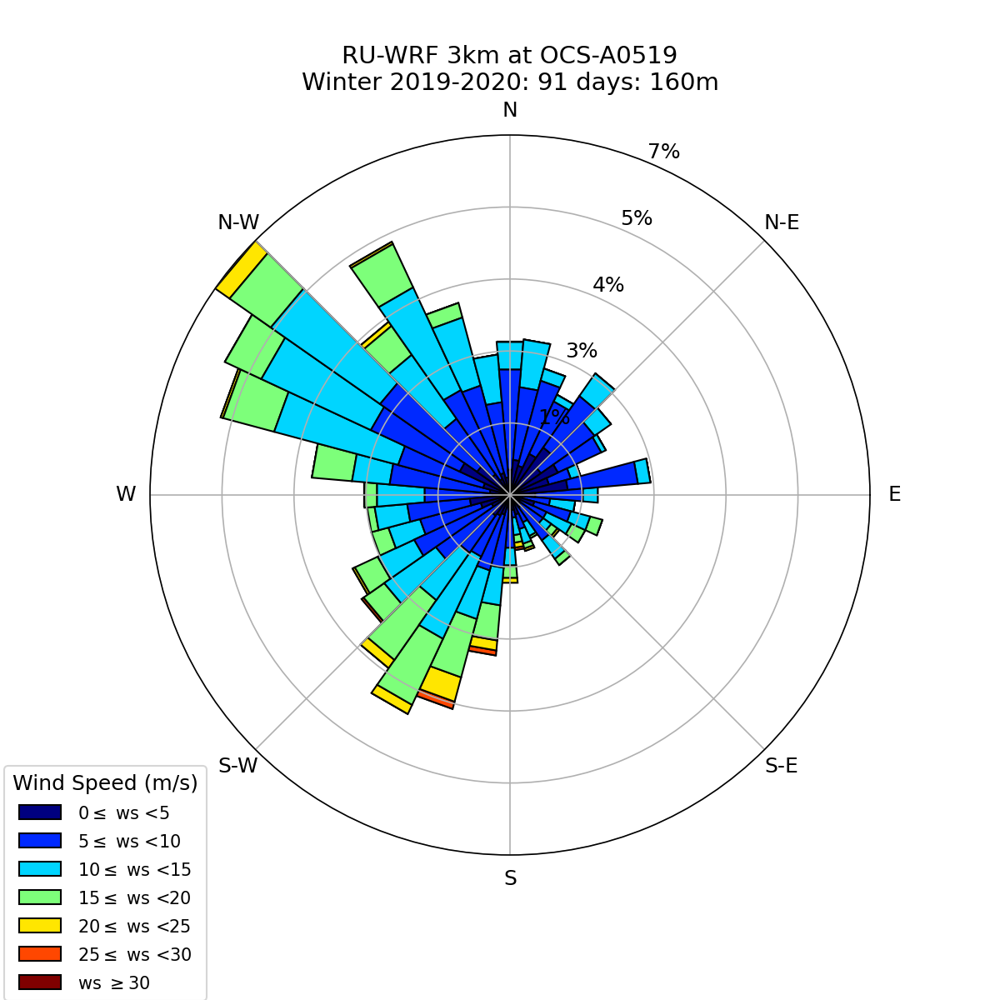 RU-WRF 3km at OCS-A0519
Winter 2019-2020: 91 days: 160m
N
7%
N-W
N-E
5%
4%
3%
1%
W
E
S-W
S-E
S
Wind Speed (m/s)
0≤ ws <5
5≤ ws <10
10≤ ws <15
15≤ ws <20
20≤ ws <25
25≤ ws <30
ws ≥30